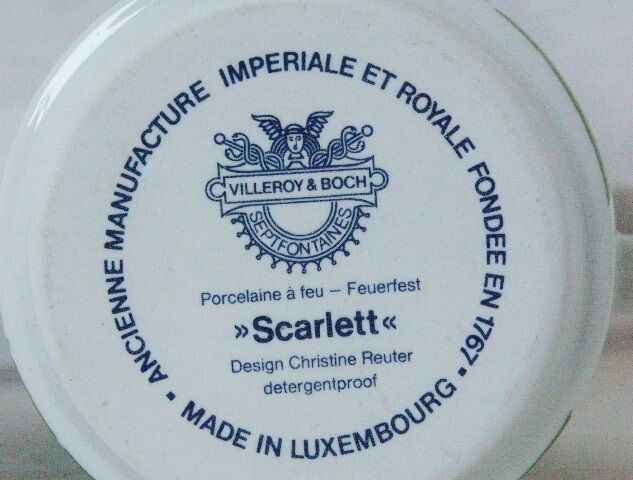 ANCIENNE MANUFACTURE IMPERIALE ET ROYALE FONDEE EN 1767
VILLEROY & BOCH
SEPTFONTAINES
Porcelaine à feu – Feuerfest
»Scarlett«
Design Christine Reuter
detergentproof
• MADE IN LUXEMBOURG •